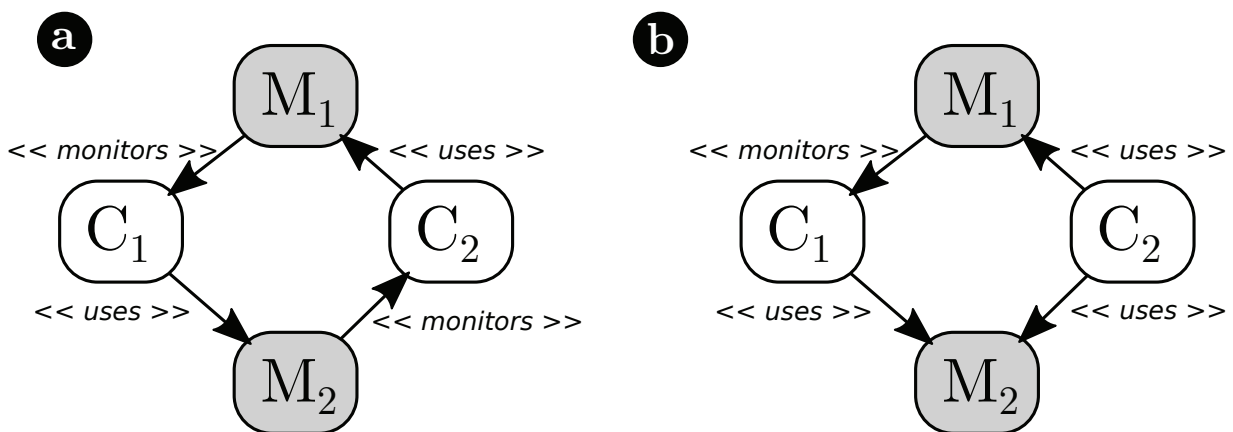 a
M1
<< monitors >>
<< uses >>
C1
C2
<< uses >>
<< monitors >>
M2
b
M1
<< monitors >>
<< uses >>
C1
C2
<< uses >>
<< uses >>
M2